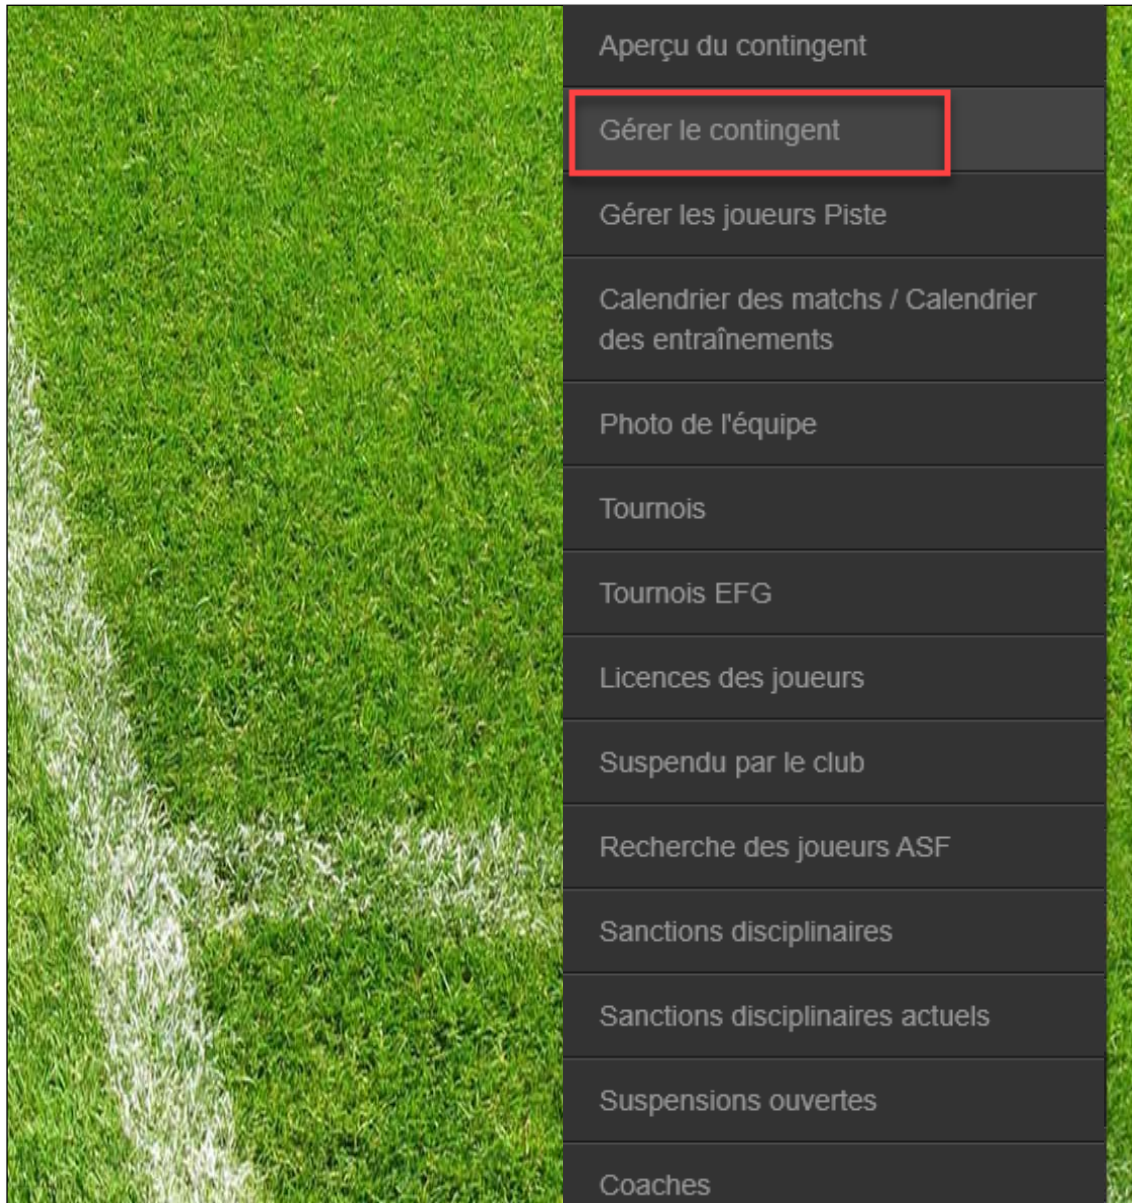 Aperçu du contingent
Gérer le contingent
Gérer les joueurs Piste
Calendrier des matchs / Calendrier
des entraînements
Photo de l'équipe
Tournois
Tournois EFG
Licences des joueurs
Suspendu par le club
Recherche des joueurs ASF
Sanctions disciplinaires
Sanctions disciplinaires actuels
Suspensions ouvertes
Coaches